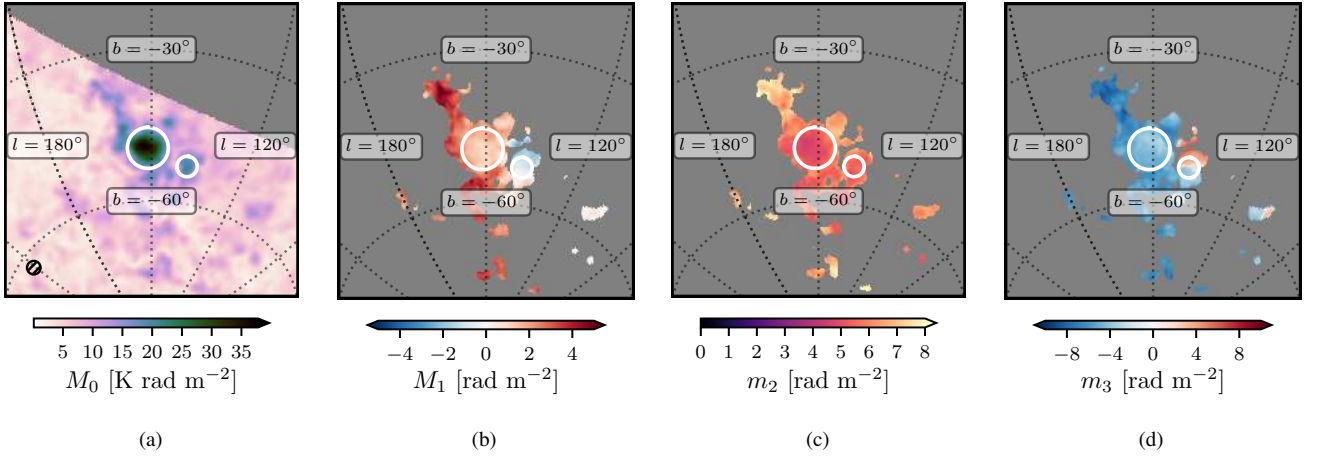 b = −30° b = −30° b = −30° b = −30°
l = 180° l = 120° l = 180° l = 120° l = 180° l = 120° l = 180° l = 120°
b = −60° b = −60° b = −60° b = −60°
5 10 15 20 25 30 35 −4 −2 0 2 4 0 1 2 3 4 5 6 7 8 −8 −4 0 4 8
M₀ [K rad m⁻²] M₁ [rad m⁻²] m₂ [rad m⁻²] m₃ [rad m⁻²]
(a) (b) (c) (d)